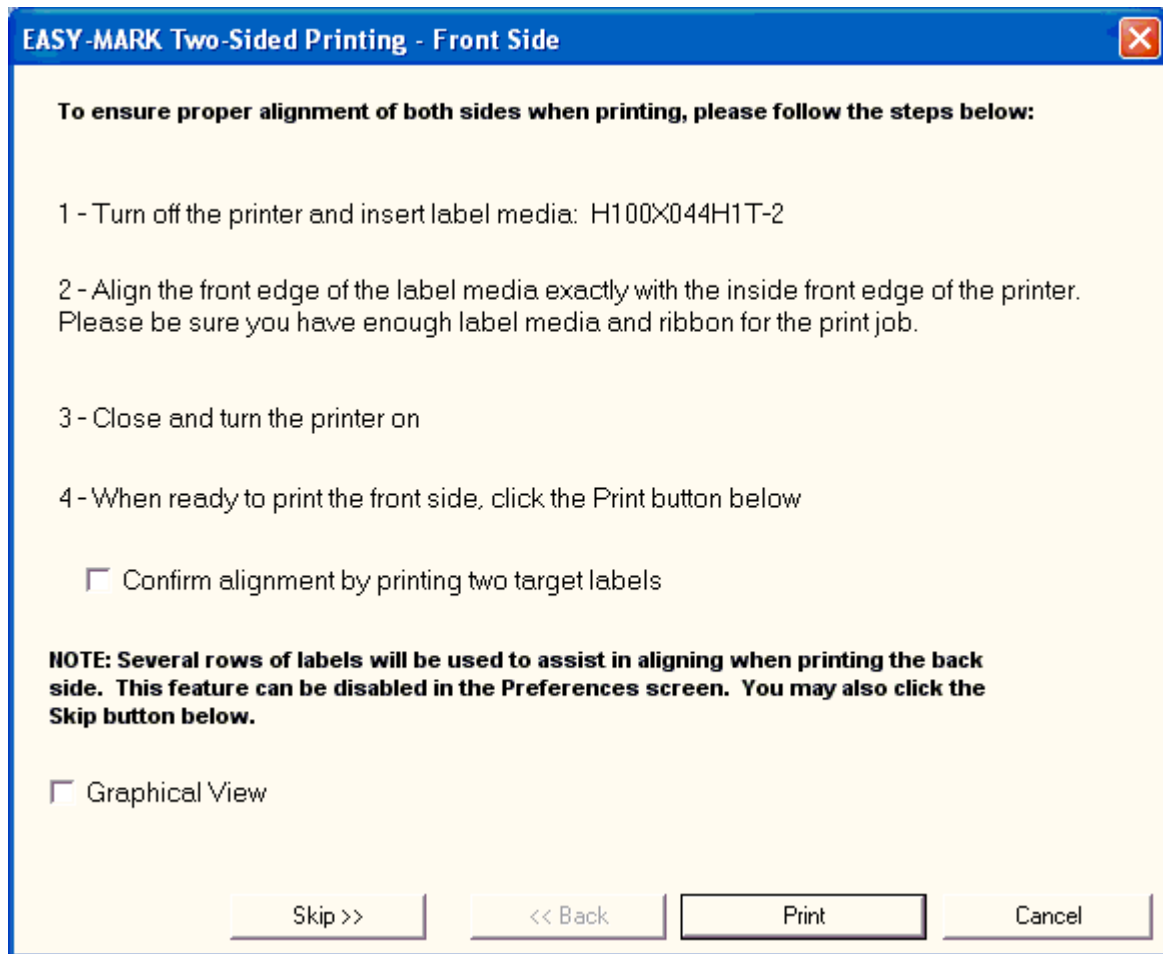 EASY-MARK Two-Sided Printing - Front Side
To ensure proper alignment of both sides when printing, please follow the steps below:
1 - Turn off the printer and insert label media: H100X044H1T-2
2 - Align the front edge of the label media exactly with the inside front edge of the printer.
Please be sure you have enough label media and ribbon for the print job.
3 - Close and turn the printer on
4 - When ready to print the front side, click the Print button below
Confirm alignment by printing two target labels
NOTE: Several rows of labels will be used to assist in aligning when printing the back
side. This feature can be disabled in the Preferences screen. You may also click the
Skip button below.
Graphical View
Skip >> << Back Print Cancel